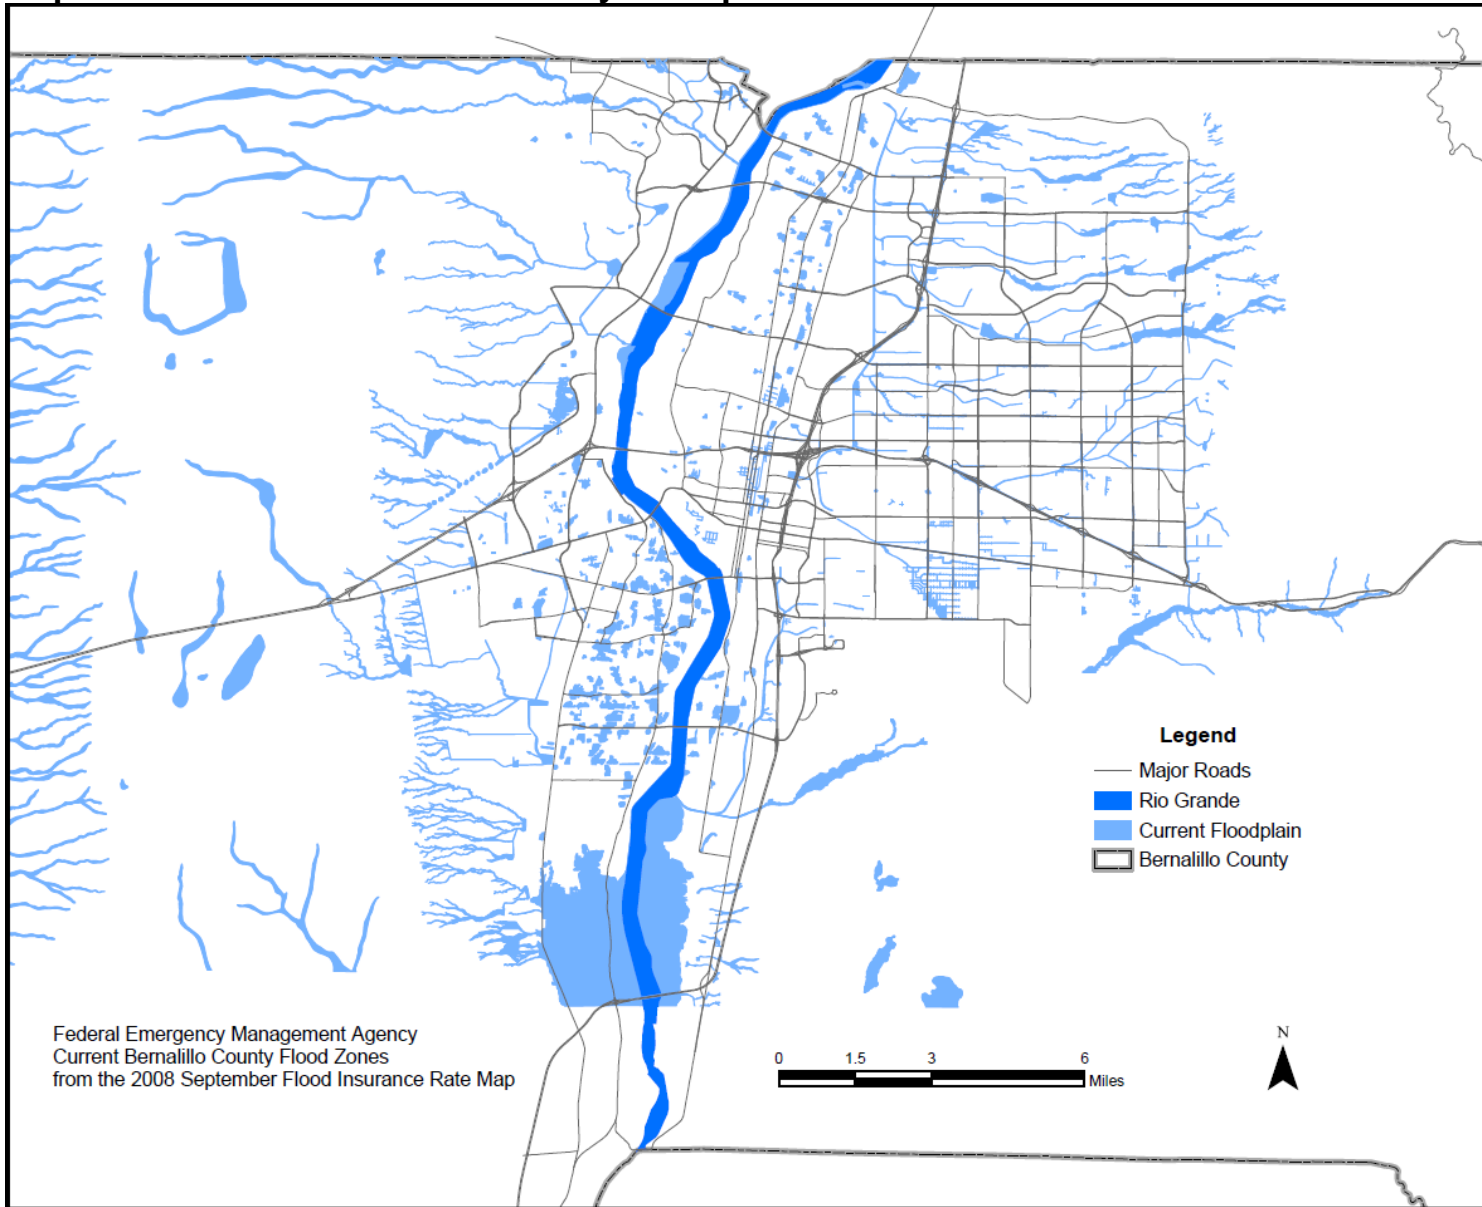 Legend
Major Roads
Rio Grande
Current Floodplain
Bernalillo County
Federal Emergency Management Agency
Current Bernalillo County Flood Zones
from the 2008 September Flood Insurance Rate Map
0 1.5 3 6
Miles
N